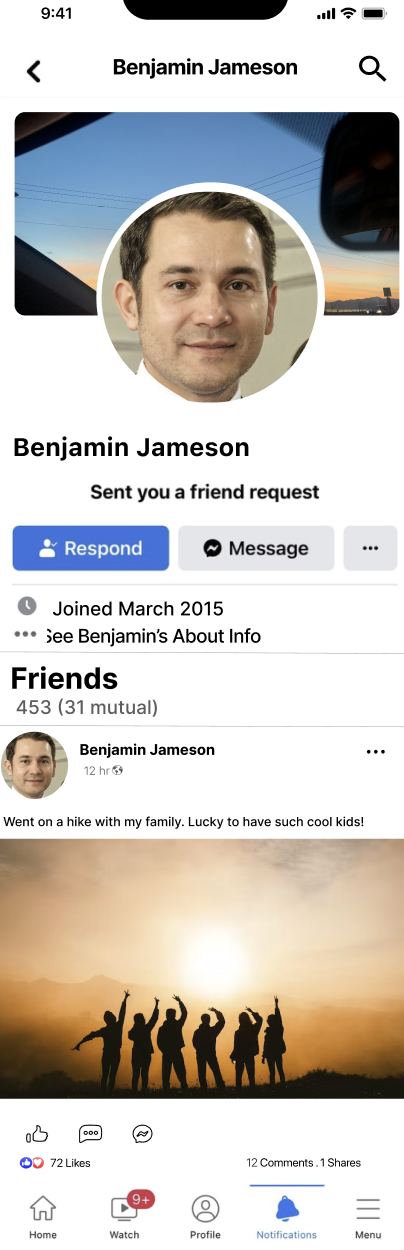 9:41
Benjamin Jameson
Benjamin Jameson
Sent you a friend request
Respond Message
Joined March 2015
See Benjamin's About Info
Friends
453 (31 mutual)
Benjamin Jameson
12 hr
Went on a hike with my family. Lucky to have such cool kids!
72 Likes 12 Comments . 1 Shares
9+
Home Watch Profile Notifications Menu